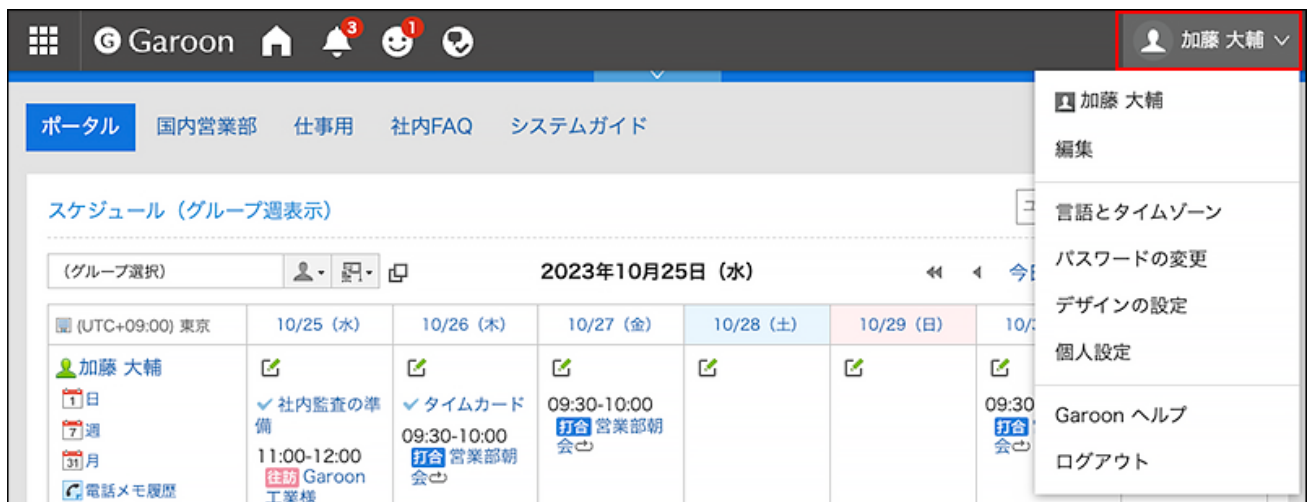 Garoon 3 1 加藤 大輔
ポータル 国内営業部 仕事用 社内FAQ システムガイド
加藤 大輔
編集
言語とタイムゾーン
パスワードの変更
デザインの設定
個人設定
Garoon ヘルプ
ログアウト
スケジュール（グループ週表示）
(グループ選択) 2023年10月25日（水）
(UTC+09:00) 東京 10/25（水） 10/26（木） 10/27（金） 10/28（土） 10/29（日）
加藤 大輔
1日
7週
31月
電話メモ履歴
社内監査の準
備
11:00-12:00
往訪 Garoon
工業様
タイムカード
09:30-10:00
打合 営業部朝
会
09:30-10:00
打合 営業部朝
会
09:30
打合
会